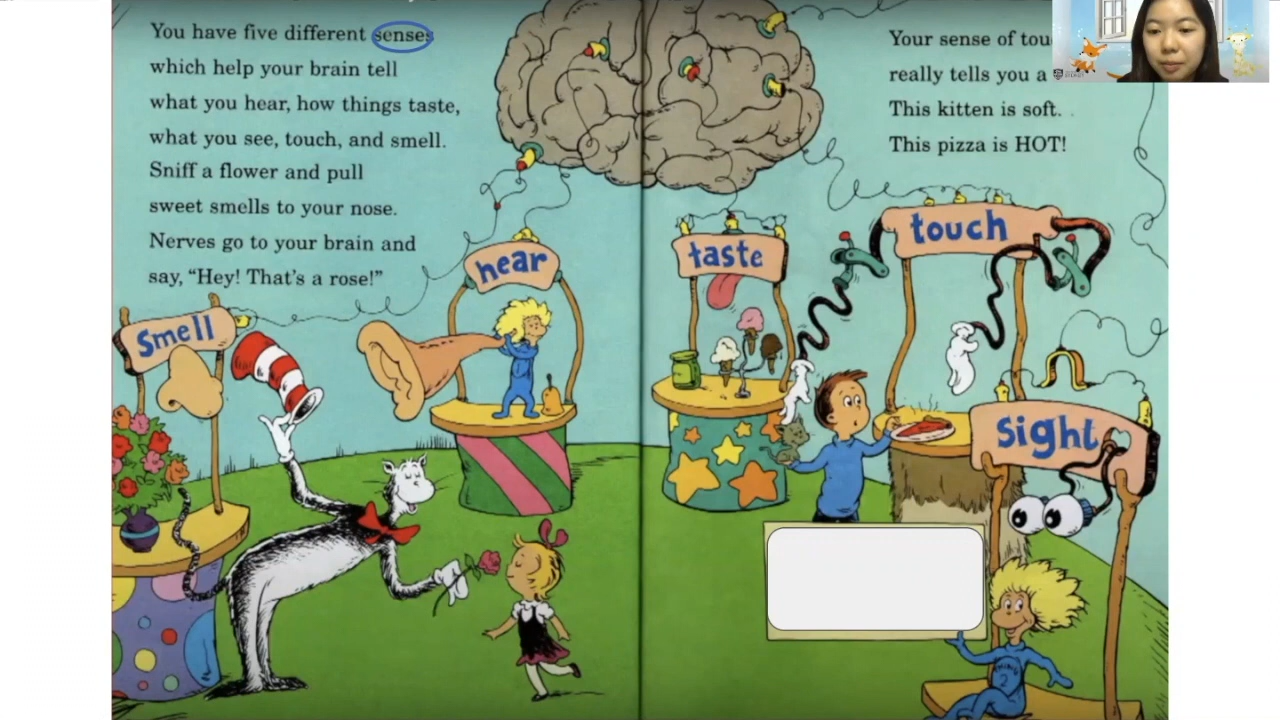 You have five different senses
which help your brain tell
what you hear, how things taste,
what you see, touch, and smell.
Sniff a flower and pull
sweet smells to your nose.
Nerves go to your brain and
say, “Hey! That’s a rose!”
Your sense of
really tells you a
This kitten is soft.
This pizza is HOT!
smell
hear
taste
touch
sight
THING
2